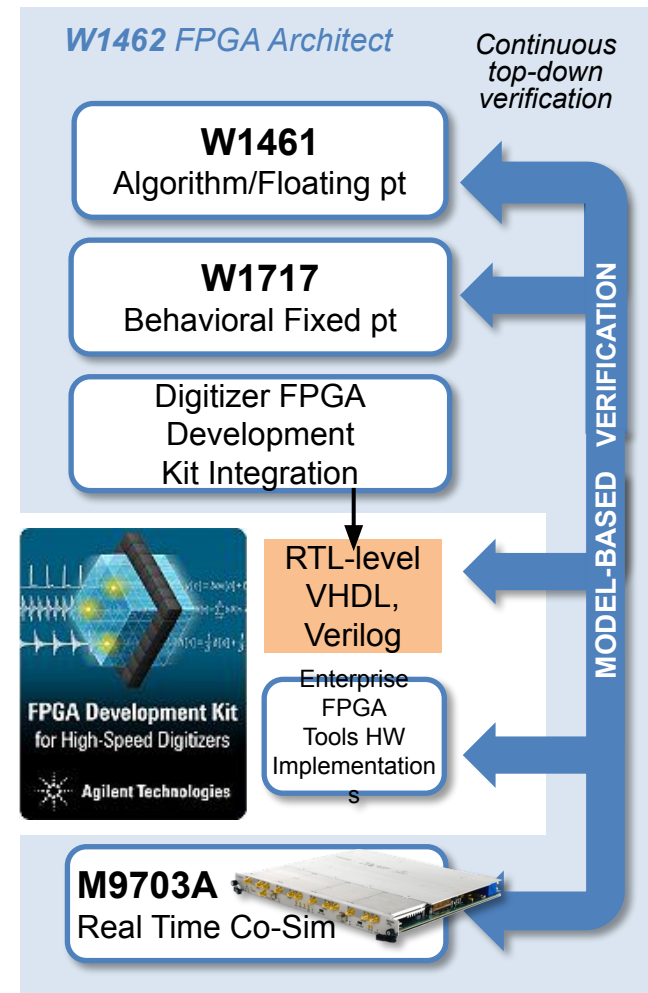 W1462 FPGA Architect
Continuous
top-down
verification
W1461
Algorithm/Floating pt
W1717
Behavioral Fixed pt
Digitizer FPGA
Development
Kit Integration
MODEL-BASED VERIFICATION
RTL-level
VHDL,
Verilog
FPGA Development Kit
for High-Speed Digitizers
Agilent Technologies
Enterprise
FPGA
Tools HW
Implementation
s
M9703A
Real Time Co-Sim